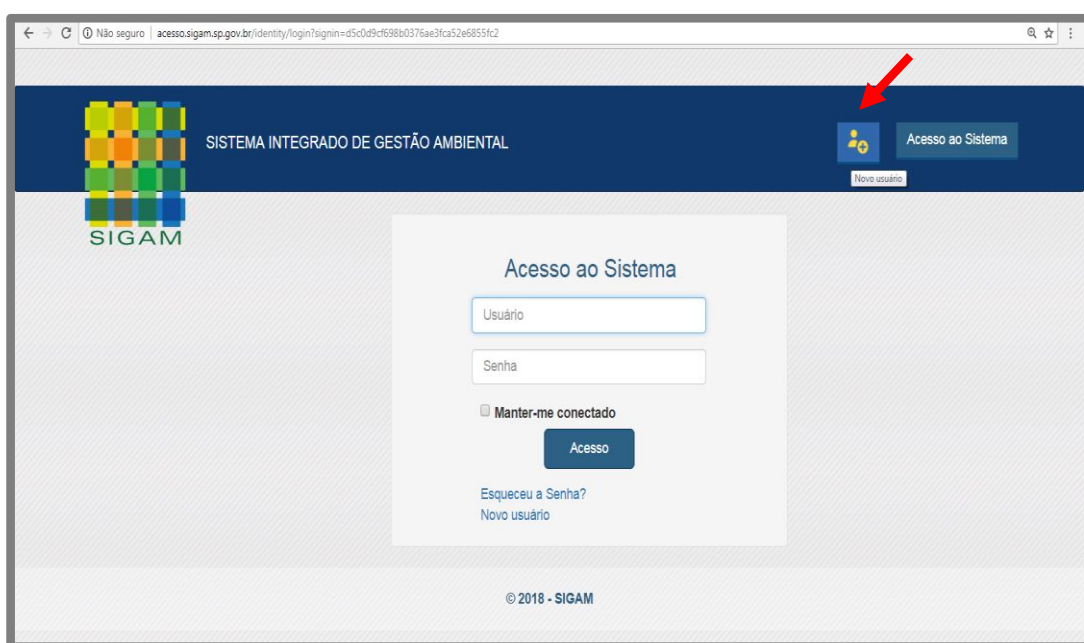 Não seguro | acesso.sigam.sp.gov.br/identity/login?signin=d5c0d9cf698b0376ae3fca52e6855fc2
SISTEMA INTEGRADO DE GESTÃO AMBIENTAL
Acesso ao Sistema
Novo usuário
SIGAM
Acesso ao Sistema
Usuário
Senha
Manter-me conectado
Acesso
Esqueceu a Senha?
Novo usuário
© 2018 - SIGAM